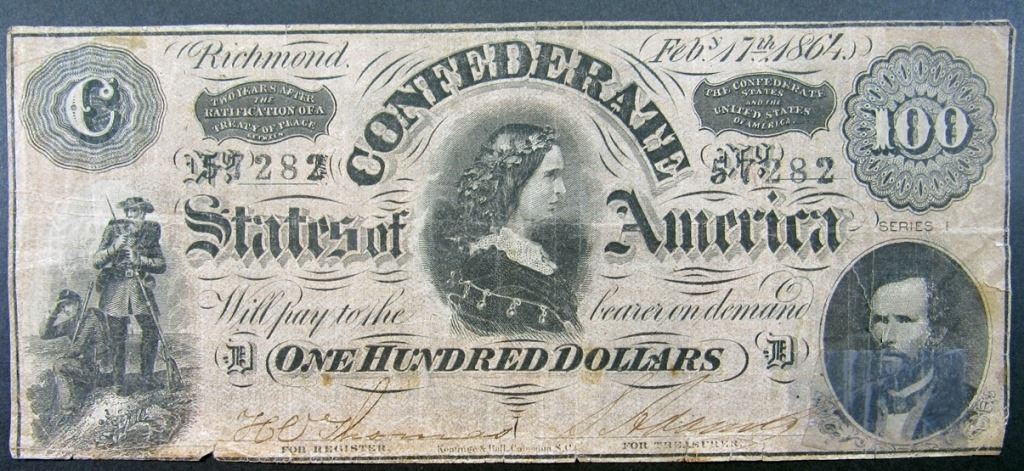 Richmond. Feby. 17th 1864.
CONFEDERATE
C
TWO YEARS AFTER
THE
RATIFICATION OF A
TREATY OF PEACE
BETWEEN
THE CONFEDERATE
STATES
AND THE
UNITED STATES
OF AMERICA.
100
282
282
States of America
SERIES 1
Will pay to the bearer on demand
D ONE HUNDRED DOLLARS D
FOR REGISTER. Keatinge & Ball, Columbia S.C. FOR TREASURER.